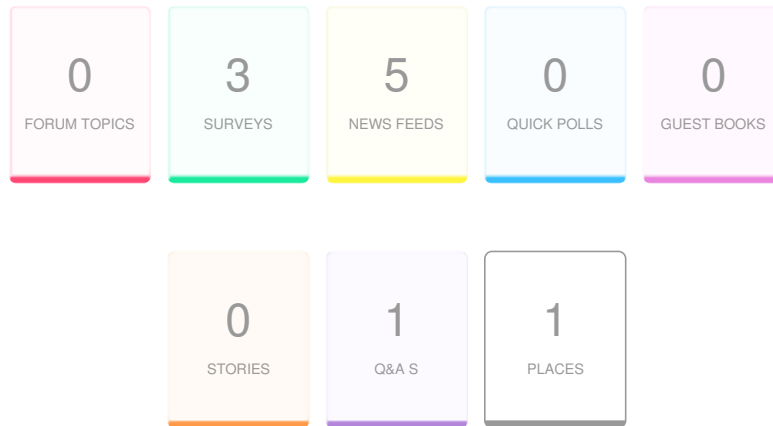 0
FORUM TOPICS
3
SURVEYS
5
NEWS FEEDS
0
QUICK POLLS
0
GUEST BOOKS
0
STORIES
1
Q&A S
1
PLACES